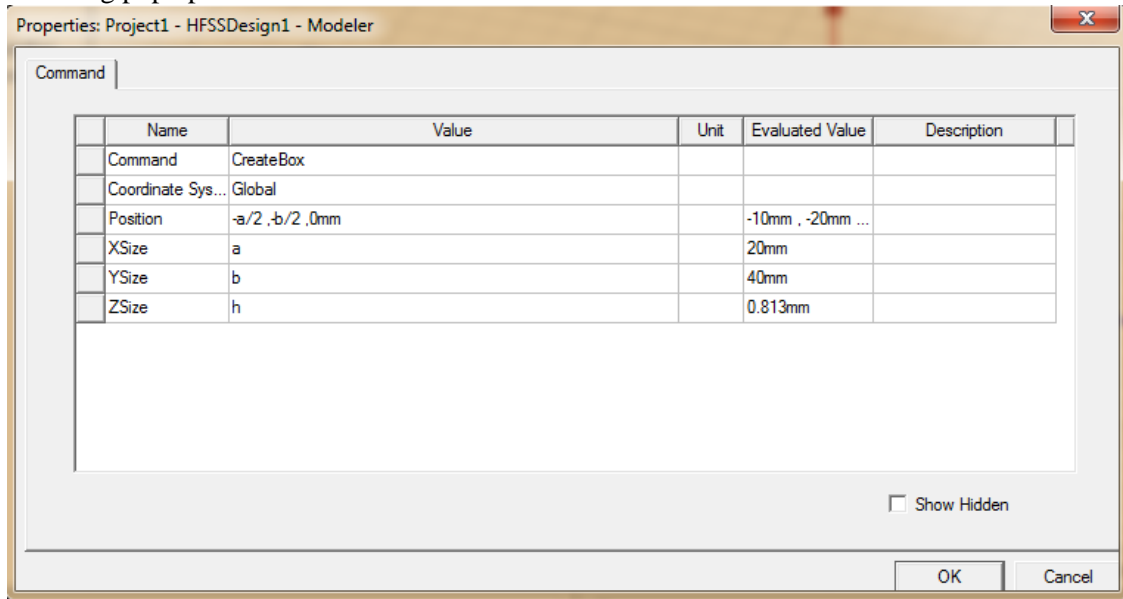 Properties: Project1 - HFSSDesign1 - Modeler
Command
Name Value Unit Evaluated Value Description
Command CreateBox
Coordinate Sys... Global
Position -a/2 ,-b/2 ,0mm -10mm , -20mm ...
XSize a 20mm
YSize b 40mm
ZSize h 0.813mm
Show Hidden
OK Cancel